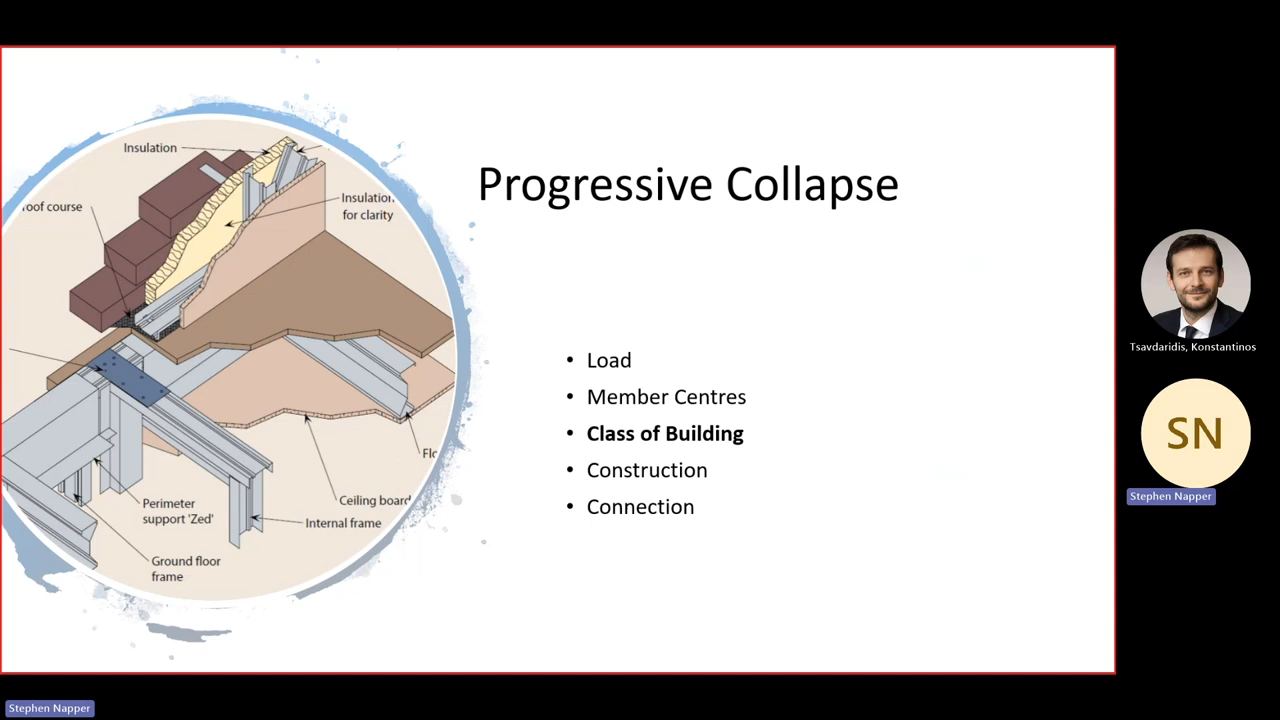 Progressive Collapse
Insulation
Insulation
for clarity
roof course
Perimeter
support 'Zed'
Ground floor
frame
Ceiling board
Internal frame
• Load
• Member Centres
• Class of Building
• Construction
• Connection
Tsavdaridis, Konstantinos
SN
Stephen Napper
Stephen Napper